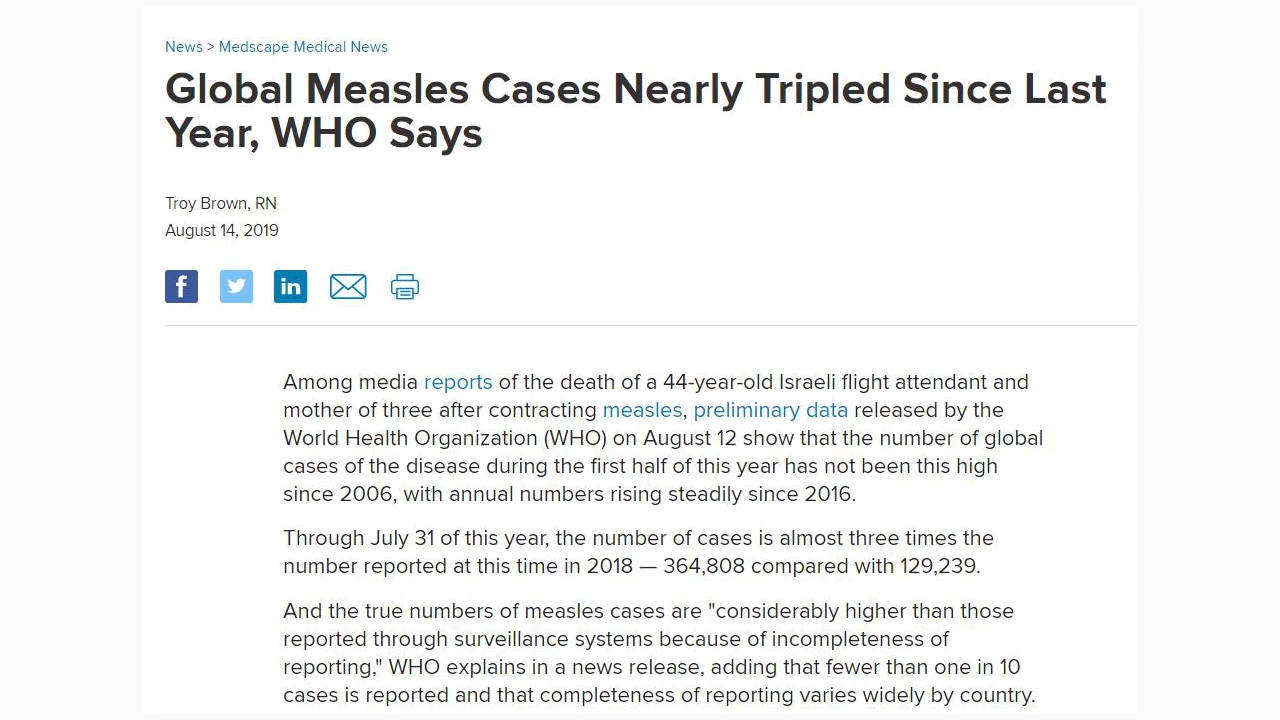 News > Medscape Medical News
Global Measles Cases Nearly Tripled Since Last
Year, WHO Says
Troy Brown, RN
August 14, 2019
f
in
Among media reports of the death of a 44-year-old Israeli flight attendant and
mother of three after contracting measles, preliminary data released by the
World Health Organization (WHO) on August 12 show that the number of global
cases of the disease during the first half of this year has not been this high
since 2006, with annual numbers rising steadily since 2016.
Through July 31 of this year, the number of cases is almost three times the
number reported at this time in 2018 — 364,808 compared with 129,239.
And the true numbers of measles cases are "considerably higher than those
reported through surveillance systems because of incompleteness of
reporting," WHO explains in a news release, adding that fewer than one in 10
cases is reported and that completeness of reporting varies widely by country.